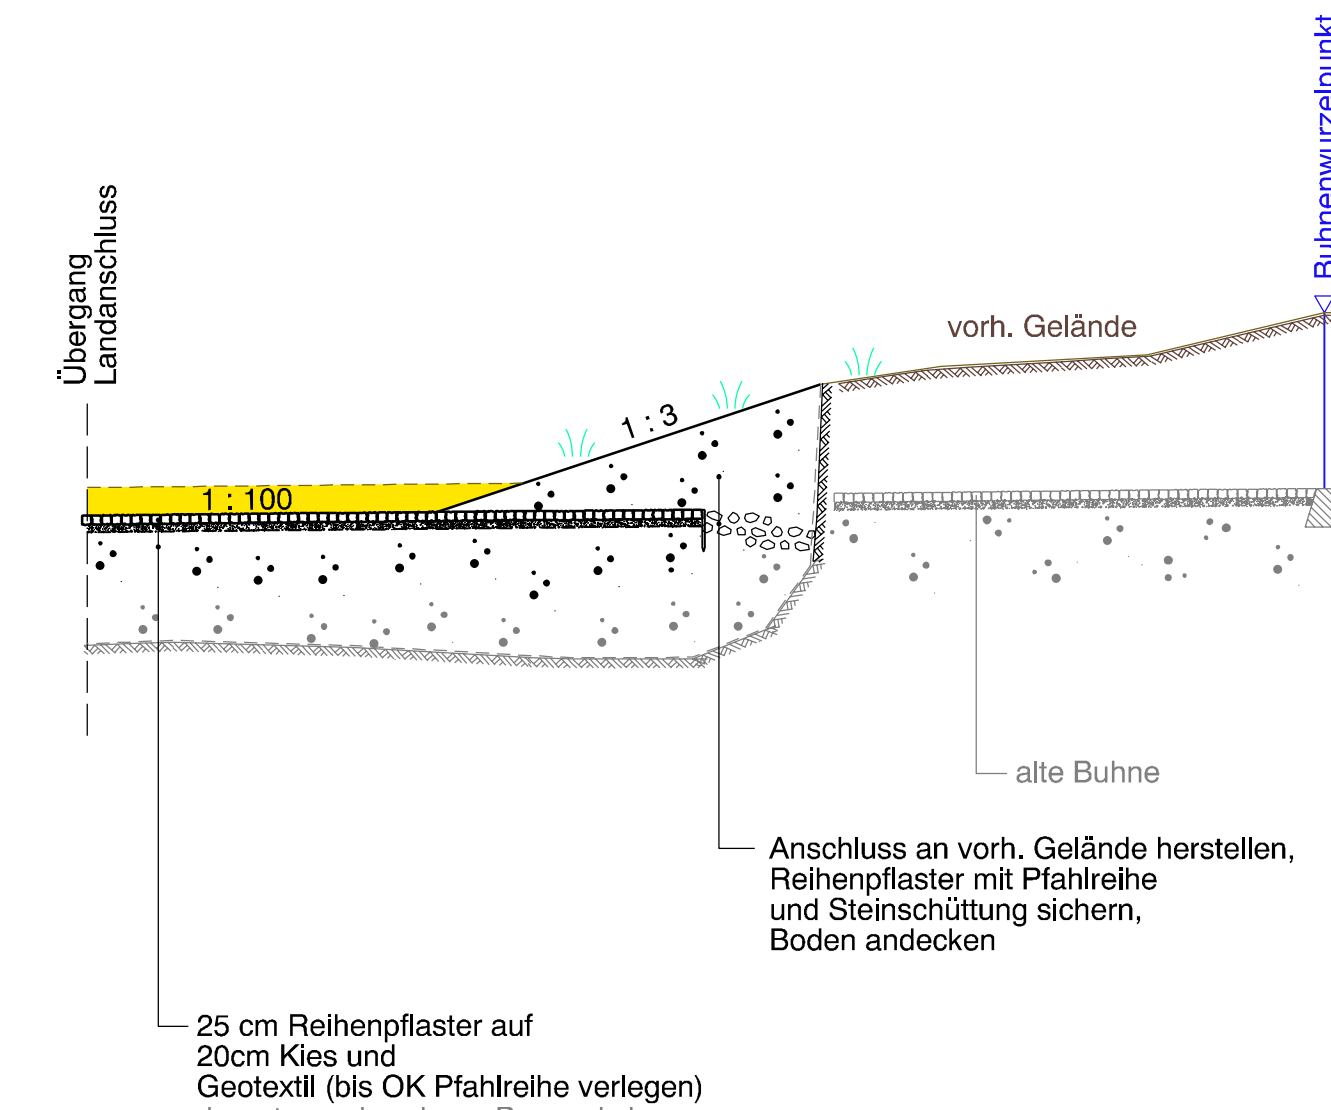 Buhnenwurzelpunkt
Übergang
Landanschluss
vorh. Gelände
1 : 3
1 : 100
alte Buhne
Anschluss an vorh. Gelände herstellen,
Reihenpflaster mit Pfahlreihe
und Steinschüttung sichern,
Boden andecken
25 cm Reihenpflaster auf
20cm Kies und
Geotextil (bis OK Pfahlreihe verlegen)